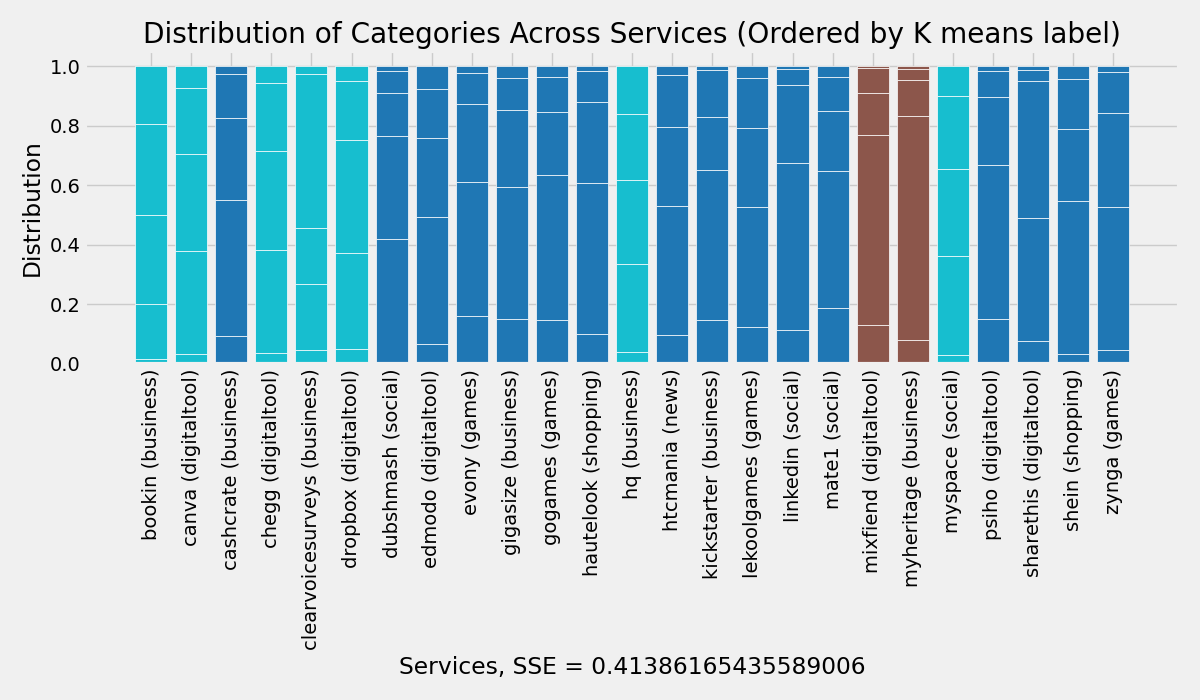 Distribution of Categories Across Services (Ordered by K means label)
Distribution
1.0
0.8
0.6
0.4
0.2
0.0
bookin (business)
canva (digitaltool)
cashcrate (business)
chegg (digitaltool)
clearvoicesurveys (business)
dropbox (digitaltool)
dubshmash (social)
edmodo (digitaltool)
evony (games)
gigasize (business)
gogames (games)
hautelook (shopping)
hq (business)
htcmania (news)
kickstarter (business)
lekoolgames (games)
linkedin (social)
mate1 (social)
mixfiend (digitaltool)
myheritage (business)
myspace (social)
psiho (digitaltool)
sharethis (digitaltool)
shein (shopping)
zynga (games)
Services, SSE = 0.41386165435589006